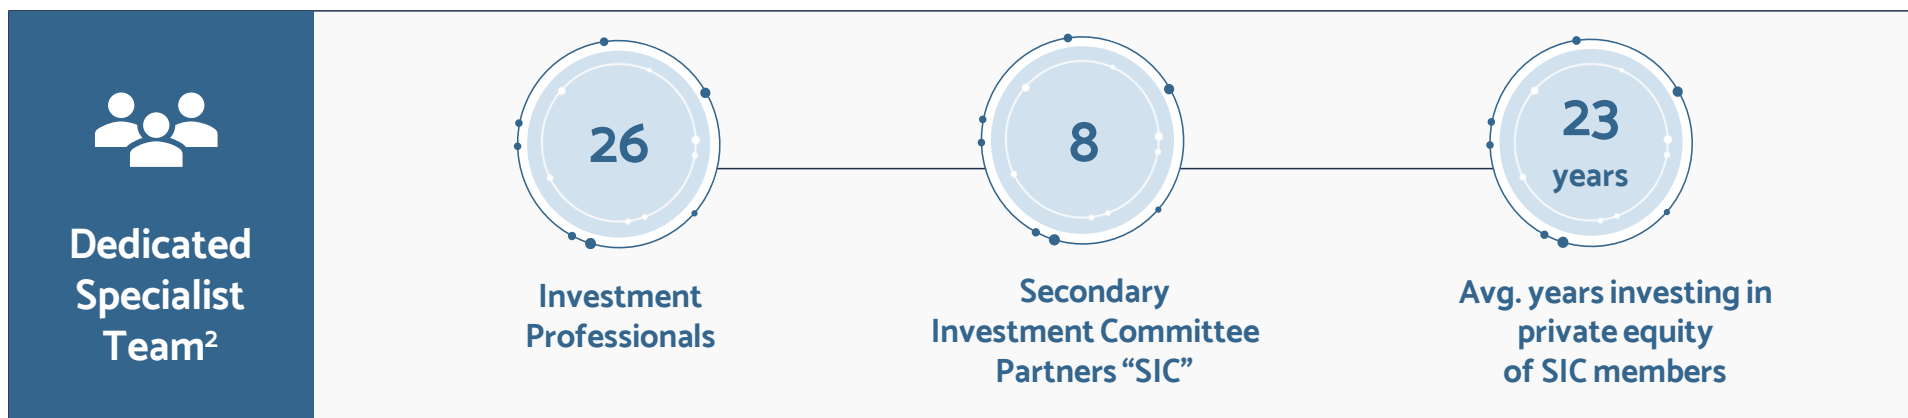 Dedicated
Specialist
Team²
26
Investment
Professionals
8
Secondary
Investment Committee
Partners “SIC”
23
years
Avg. years investing in
private equity
of SIC members